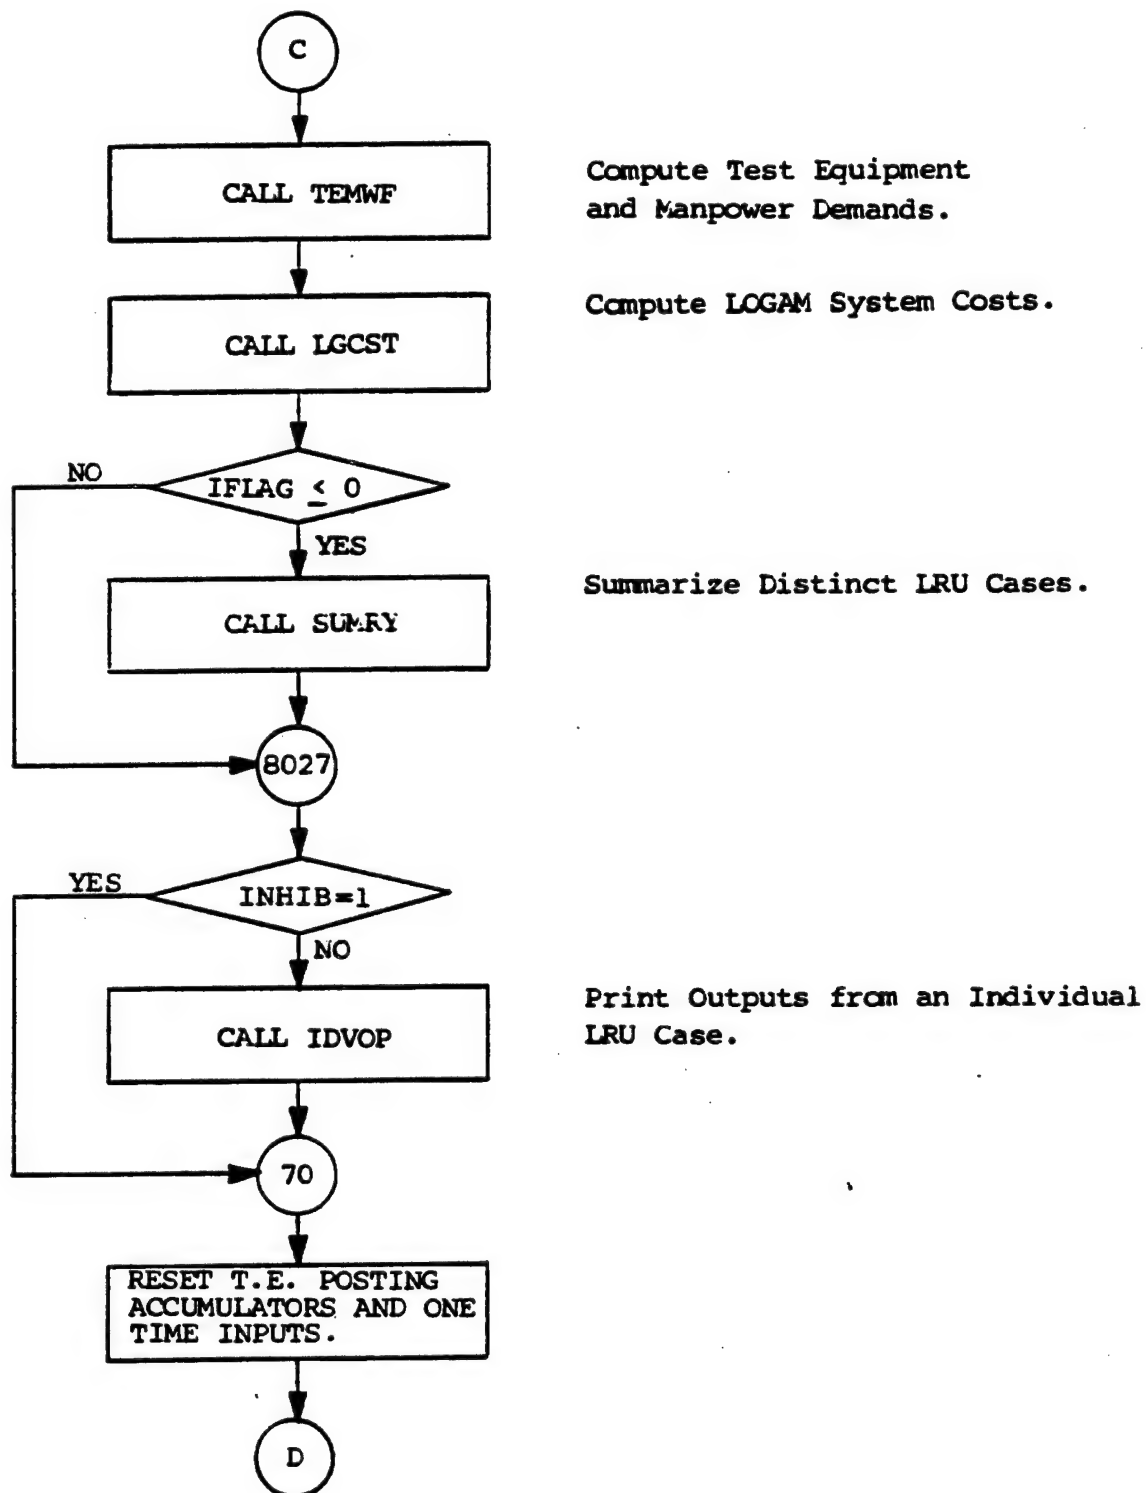 C
CALL TEMWF
Compute Test Equipment
and Manpower Demands.
CALL LGCST
Compute LOGAM System Costs.
IFLAG ≤ 0
NO
YES
CALL SUMRY
Summarize Distinct LRU Cases.
8027
INHIB=1
YES
NO
CALL IDVOP
Print Outputs from an Individual
LRU Case.
70
RESET T.E. POSTING
ACCUMULATORS AND ONE
TIME INPUTS.
D